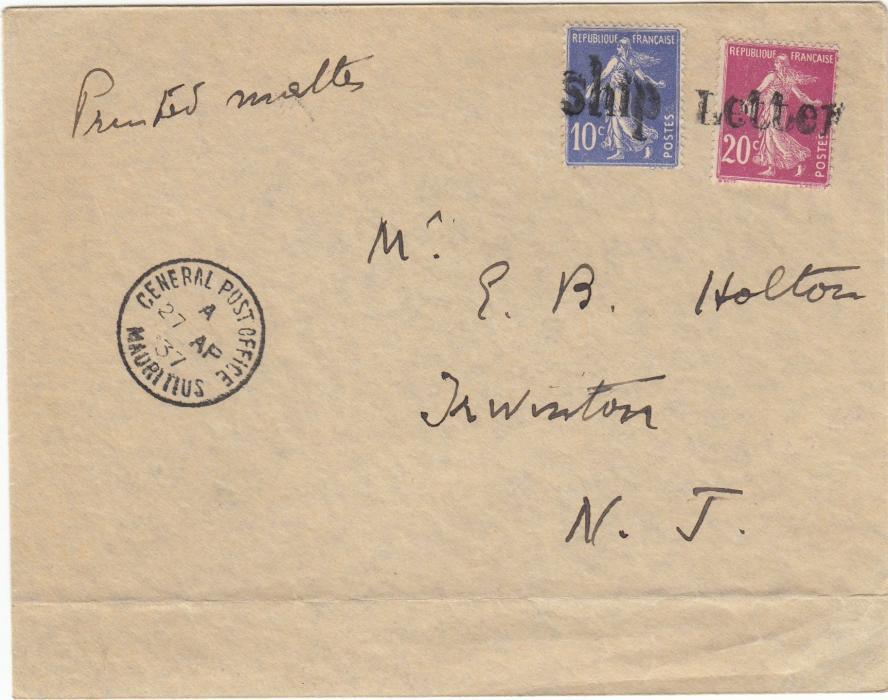 Printed matter
REPUBLIQUE FRANÇAISE
10c
POSTES
REPUBLIQUE FRANÇAISE
20c
POSTES
Ship Letter
GENERAL POST OFFICE
A
27 AP
37
MAURITIUS
Mr.
E. B. Holton
N. J.